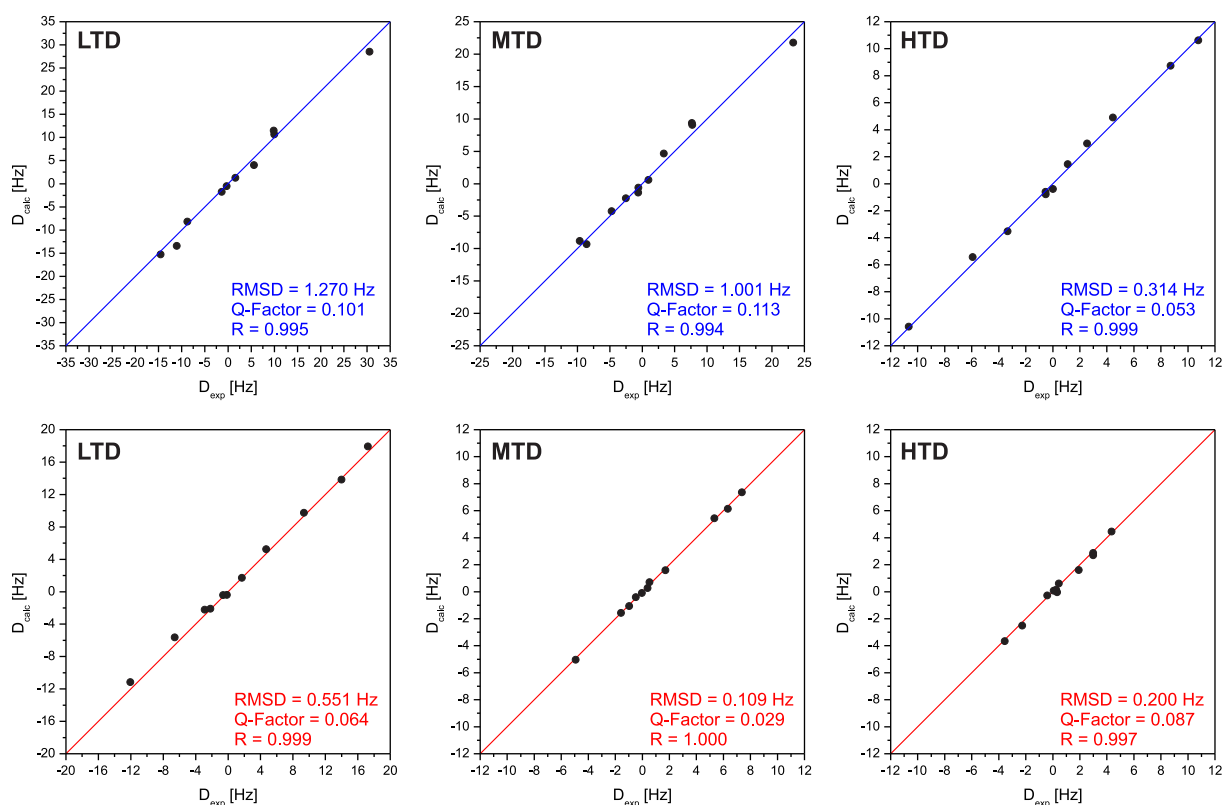 LTD
35
30
25
20
15
10
5
0
-5
-10
-15
-20
-25
-30
-35
D_calc [Hz]
RMSD = 1.270 Hz
Q-Factor = 0.101
R = 0.995
-35 -30 -25 -20 -15 -10 -5 0 5 10 15 20 25 30 35
D_exp [Hz]
MTD
25
20
15
10
5
0
-5
-10
-15
-20
-25
D_calc [Hz]
RMSD = 1.001 Hz
Q-Factor = 0.113
R = 0.994
-25 -20 -15 -10 -5 0 5 10 15 20 25
D_exp [Hz]
HTD
12
10
8
6
4
2
0
-2
-4
-6
-8
-10
-12
D_calc [Hz]
RMSD = 0.314 Hz
Q-Factor = 0.053
R = 0.999
-12 -10 -8 -6 -4 -2 0 2 4 6 8 10 12
D_exp [Hz]
LTD
20
16
12
8
4
0
-4
-8
-12
-16
-20
D_calc [Hz]
RMSD = 0.551 Hz
Q-Factor = 0.064
R = 0.999
-20 -16 -12 -8 -4 0 4 8 12 16 20
D_exp [Hz]
MTD
12
10
8
6
4
2
0
-2
-4
-6
-8
-10
-12
D_calc [Hz]
RMSD = 0.109 Hz
Q-Factor = 0.029
R = 1.000
-12 -10 -8 -6 -4 -2 0 2 4 6 8 10 12
D_exp [Hz]
HTD
12
10
8
6
4
2
0
-2
-4
-6
-8
-10
-12
D_calc [Hz]
RMSD = 0.200 Hz
Q-Factor = 0.087
R = 0.997
-12 -10 -8 -6 -4 -2 0 2 4 6 8 10 12
D_exp [Hz]